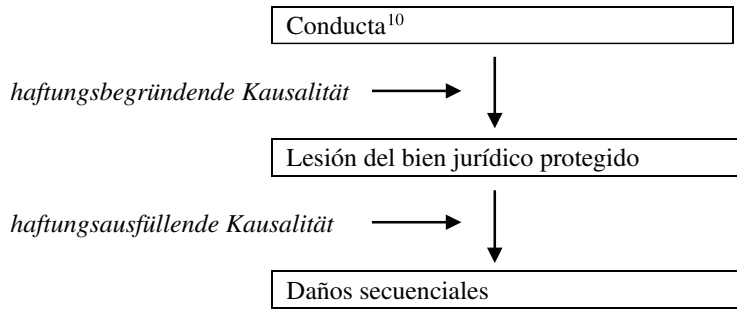 Conducta¹⁰
haftungsbegründende Kausalität
Lesión del bien jurídico protegido
haftungsausfüllende Kausalität
Daños secuenciales